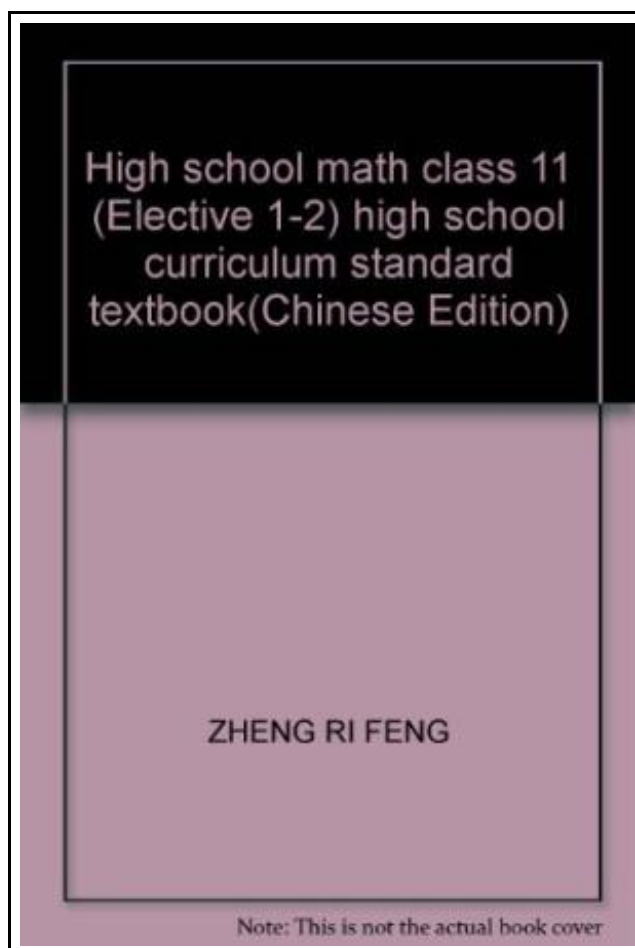 High school math class 11
(Elective 1-2) high school
curriculum standard
textbook(Chinese Edition)
ZHENG RI FENG
Note: This is not the actual book cover